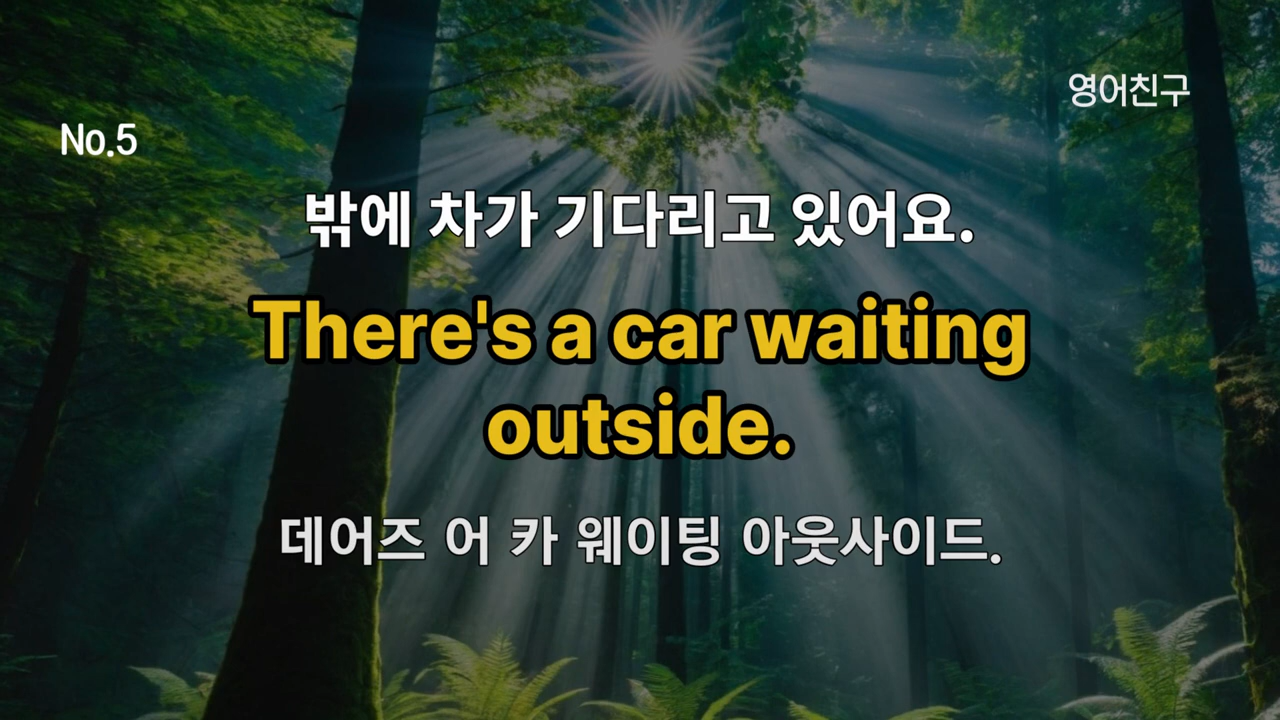 영어친구
No.5
밖에 차가 기다리고 있어요.
There's a car waiting
outside.
데어즈 어 카 웨이팅 아웃사이드.